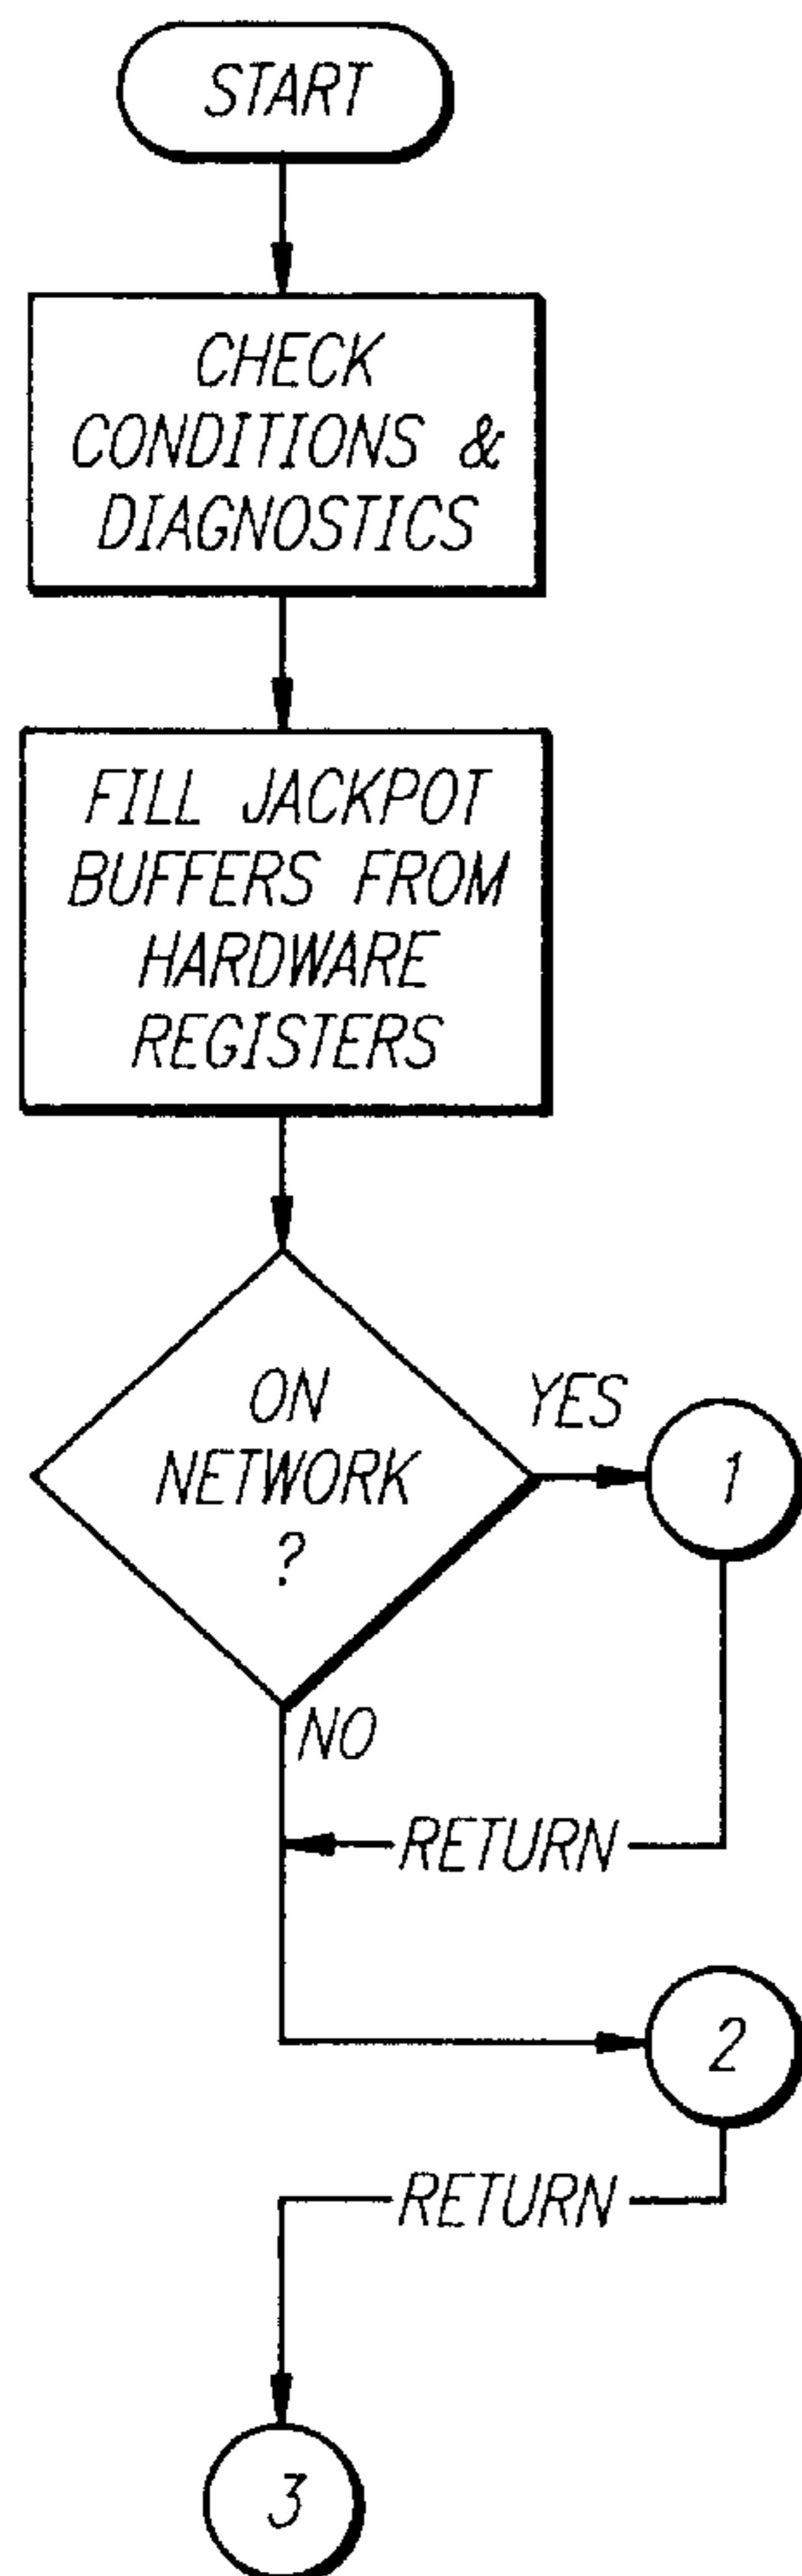 START
CHECK
CONDITIONS &
DIAGNOSTICS
FILL JACKPOT
BUFFERS FROM
HARDWARE
REGISTERS
ON
NETWORK
?
YES
1
NO
RETURN
2
RETURN
3